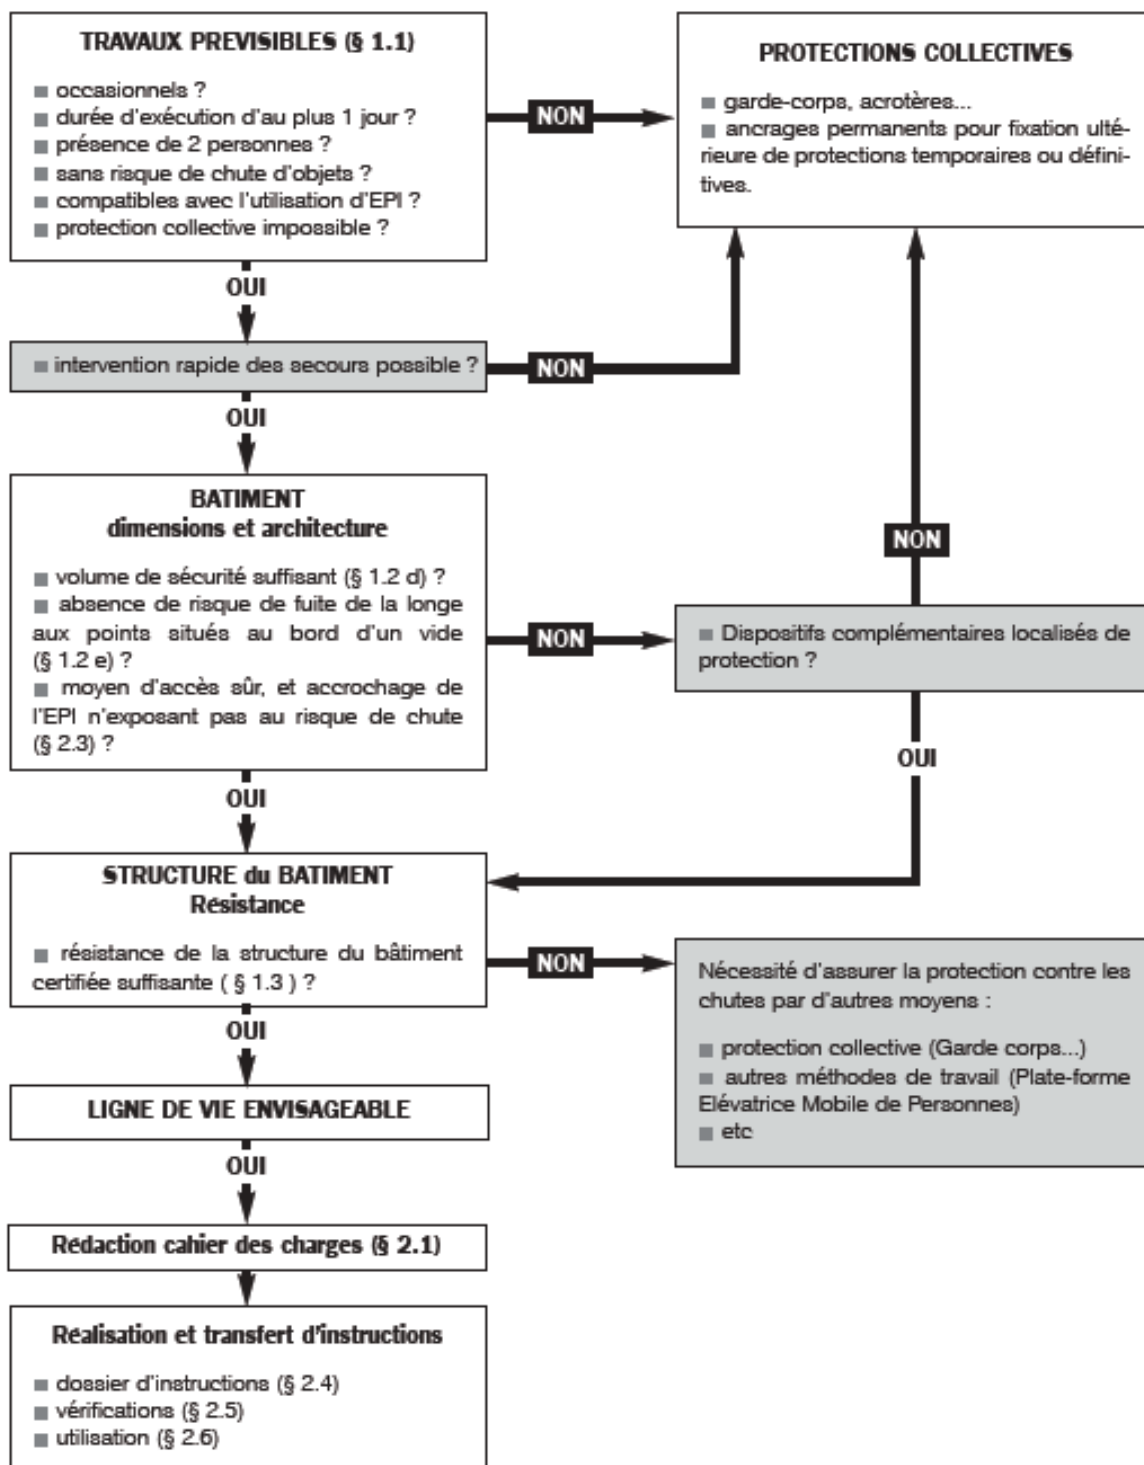 TRAVAUX PREVISIBLES (§ 1.1)
■ occasionnels ?
■ durée d'exécution d'au plus 1 jour ?
■ présence de 2 personnes ?
■ sans risque de chute d'objets ?
■ compatibles avec l'utilisation d'EPI ?
■ protection collective impossible ?
NON
PROTECTIONS COLLECTIVES
■ garde-corps, acrotères...
■ ancrages permanents pour fixation ulté-
rieure de protections temporaires ou défini-
tives.
OUI
■ intervention rapide des secours possible ?
NON
OUI
BATIMENT
dimensions et architecture
■ volume de sécurité suffisant (§ 1.2 d) ?
■ absence de risque de fuite de la longe
aux points situés au bord d'un vide
(§ 1.2 e) ?
■ moyen d'accès sûr, et accrochage de
l'EPI n'exposant pas au risque de chute
(§ 2.3) ?
NON
NON
■ Dispositifs complémentaires localisés de
protection ?
OUI
OUI
STRUCTURE du BATIMENT
Résistance
■ résistance de la structure du bâtiment
certifiée suffisante ( § 1.3 ) ?
NON
Nécessité d'assurer la protection contre les
chutes par d'autres moyens :
■ protection collective (Garde corps...)
■ autres méthodes de travail (Plate-forme
Elévatrice Mobile de Personnes)
■ etc
OUI
LIGNE DE VIE ENVISAGEABLE
OUI
Rédaction cahier des charges (§ 2.1)
Réalisation et transfert d'instructions
■ dossier d'instructions (§ 2.4)
■ vérifications (§ 2.5)
■ utilisation (§ 2.6)